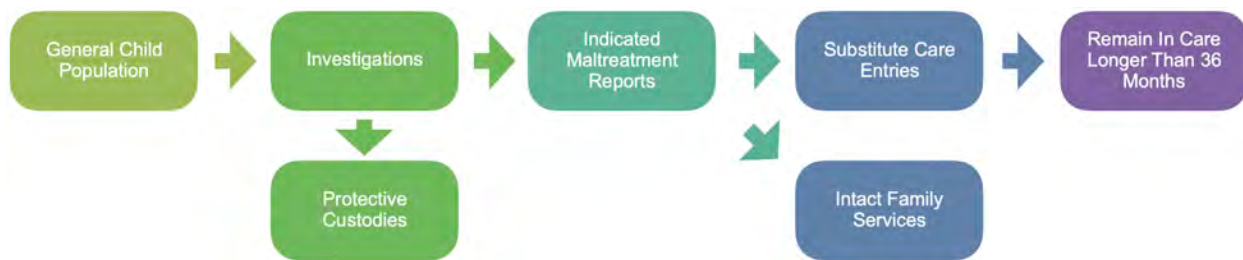 General Child
Population
Investigations
Indicated
Maltreatment
Reports
Substitute Care
Entries
Remain In Care
Longer Than 36
Months
Protective
Custodies
Intact Family
Services